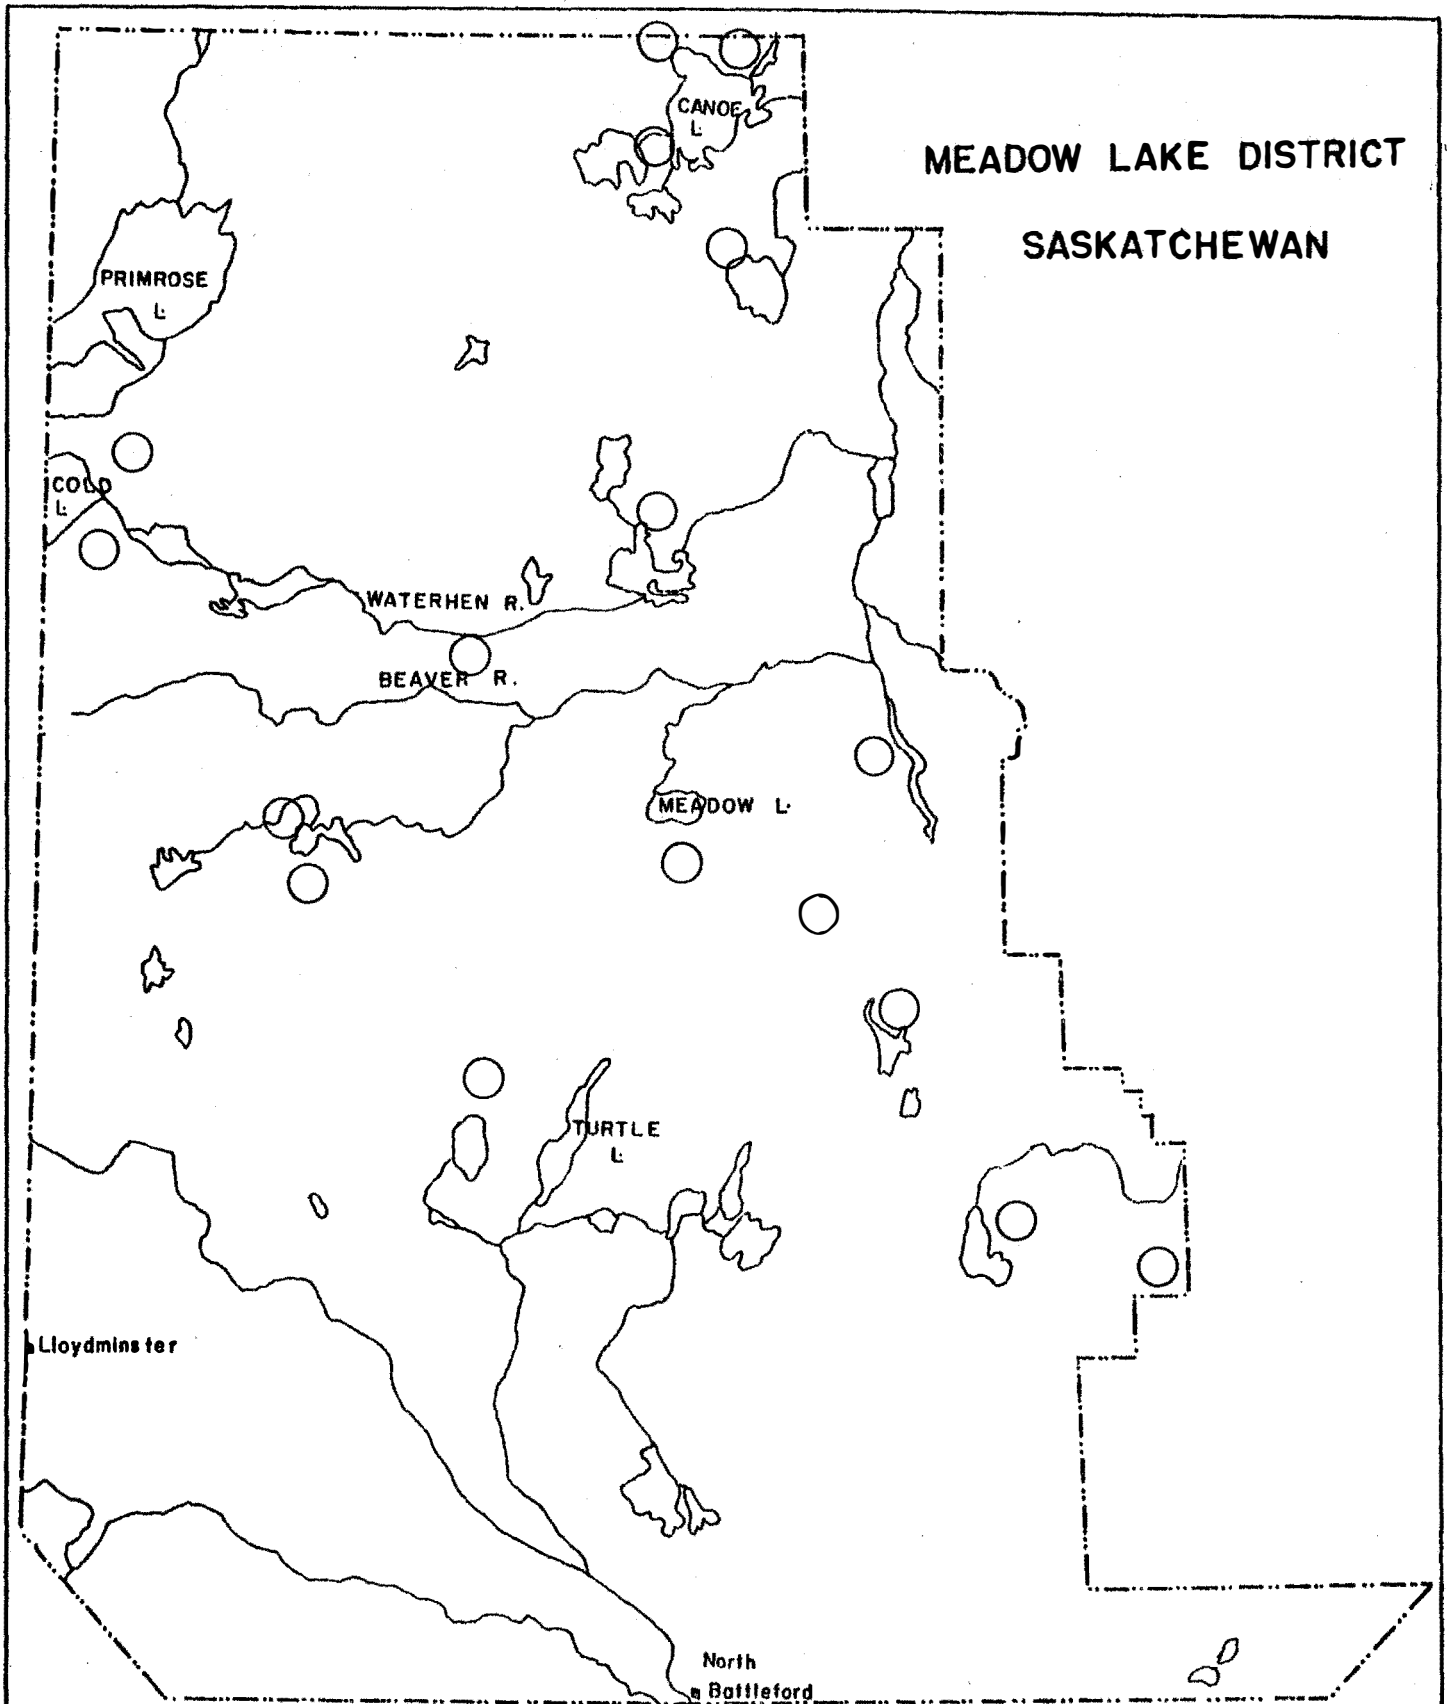 CANOE
L.
MEADOW LAKE DISTRICT
SASKATCHEWAN
PRIMROSE
L.
COLD
L.
WATERHEN R.
BEAVER R.
MEADOW L.
TURTLE
L.
Lloydminster
North
Battleford